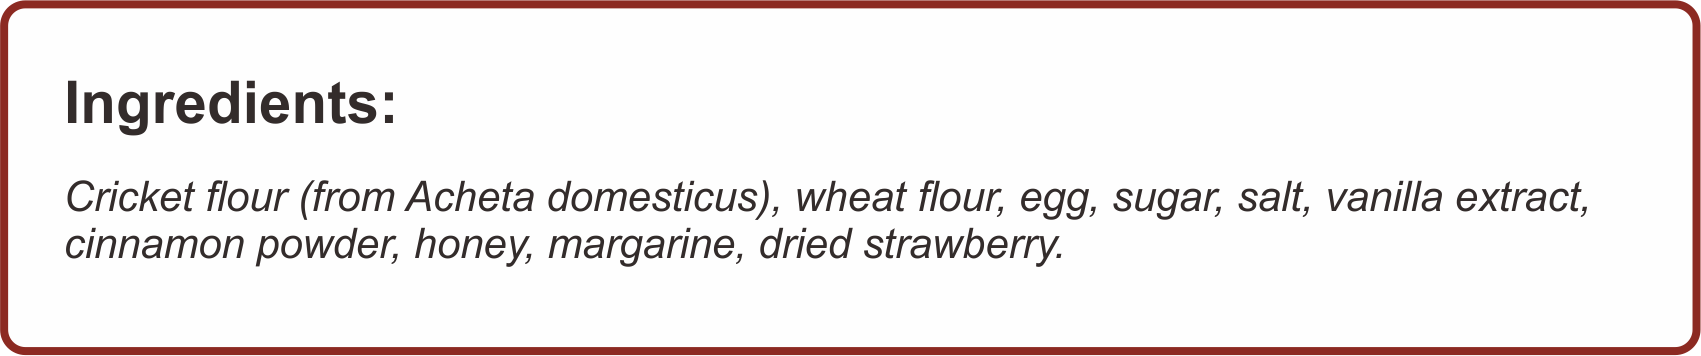 Ingredients:
Cricket flour (from Acheta domesticus), wheat flour, egg, sugar, salt, vanilla extract,
cinnamon powder, honey, margarine, dried strawberry.